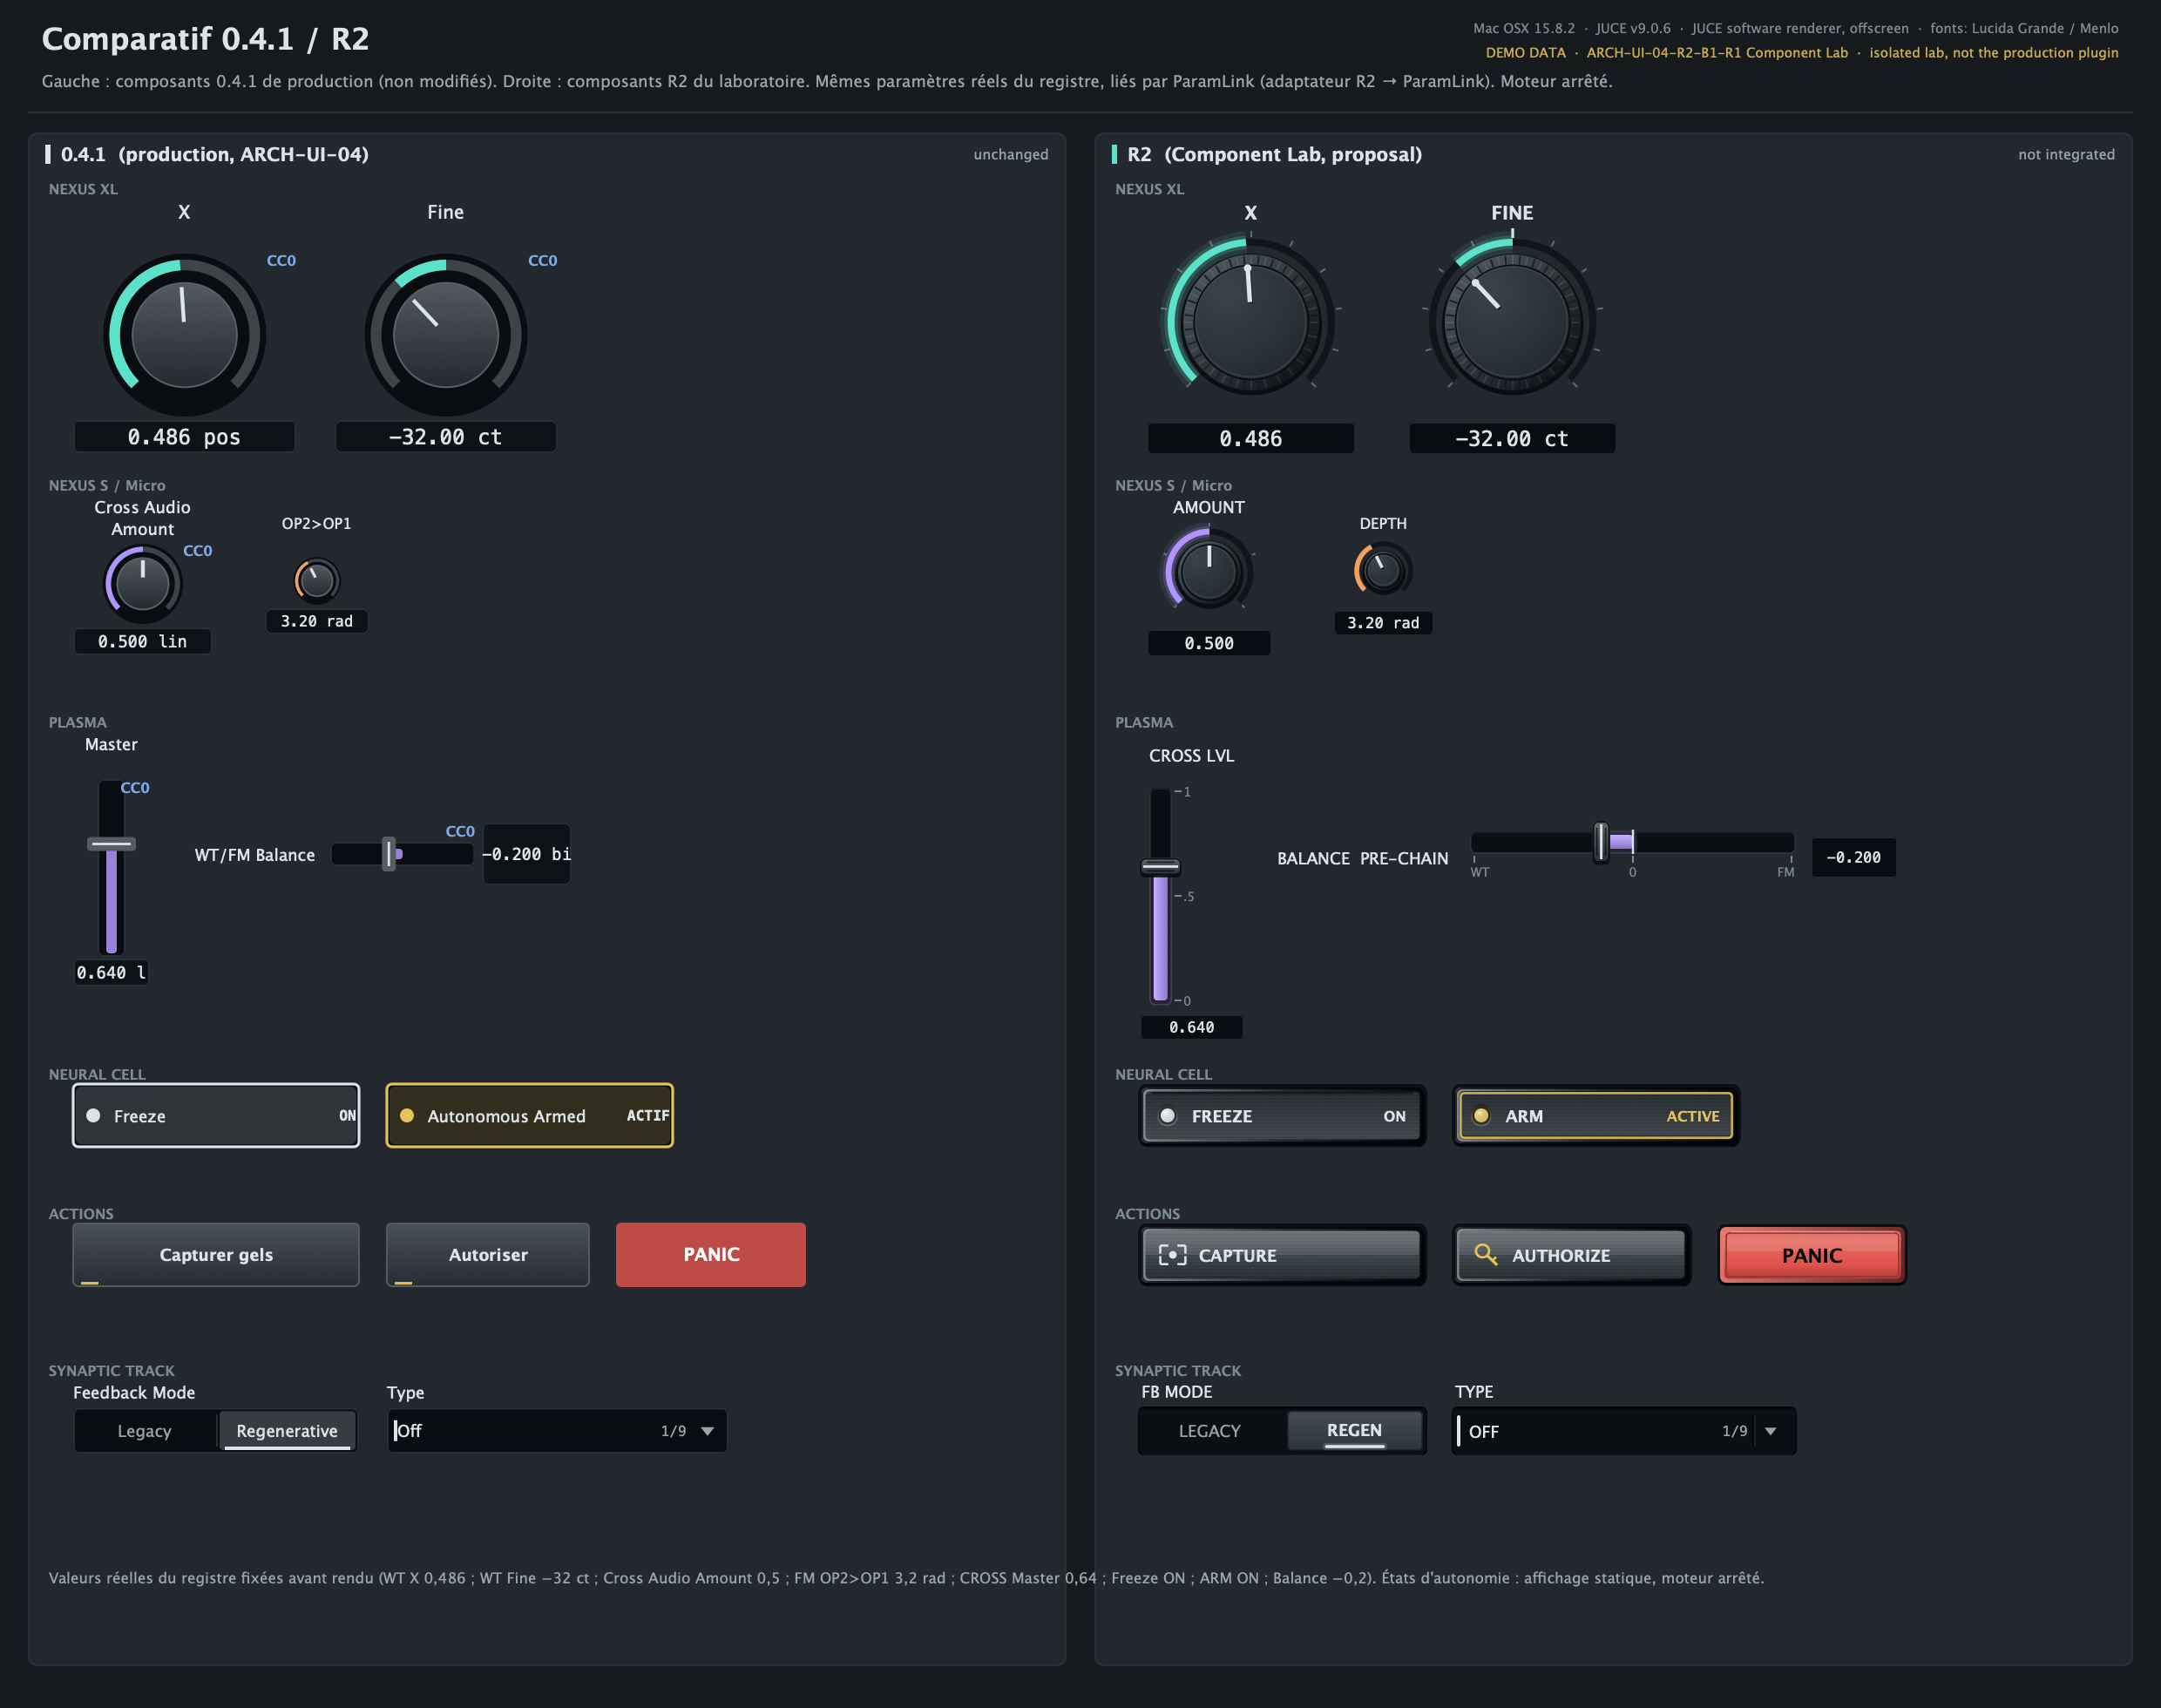 Comparatif 0.4.1 / R2
Mac OSX 15.8.2 · JUCE v9.0.6 · JUCE software renderer, offscreen · fonts: Lucida Grande / Menlo
DEMO DATA · ARCH-UI-04-R2-B1-R1 Component Lab · isolated lab, not the production plugin
Gauche : composants 0.4.1 de production (non modifiés). Droite : composants R2 du laboratoire. Mêmes paramètres réels du registre, liés par ParamLink (adaptateur R2 → ParamLink). Moteur arrêté.
0.4.1 (production, ARCH-UI-04)
unchanged
NEXUS XL
X
Fine
CC0
CC0
0.486 pos
-32.00 ct
NEXUS S / Micro
Cross Audio
Amount
OP2>OP1
CC0
0.500 lin
3.20 rad
PLASMA
Master
CC0
WT/FM Balance
CC0
-0.200 bi
0.640 l
NEURAL CELL
Freeze
ON
Autonomous Armed
ACTIF
ACTIONS
Capturer gels
Autoriser
PANIC
SYNAPTIC TRACK
Feedback Mode
Type
Legacy
Regenerative
Off
1/9
R2 (Component Lab, proposal)
not integrated
NEXUS XL
X
FINE
0.486
-32.00 ct
NEXUS S / Micro
AMOUNT
DEPTH
0.500
3.20 rad
PLASMA
CROSS LVL
1
.5
0
0.640
BALANCE PRE-CHAIN
WT
0
FM
-0.200
NEURAL CELL
FREEZE
ON
ARM
ACTIVE
ACTIONS
CAPTURE
AUTHORIZE
PANIC
SYNAPTIC TRACK
FB MODE
TYPE
LEGACY
REGEN
OFF
1/9
Valeurs réelles du registre fixées avant rendu (WT X 0,486 ; WT Fine −32 ct ; Cross Audio Amount 0,5 ; FM OP2>OP1 3,2 rad ; CROSS Master 0,64 ; Freeze ON ; ARM ON ; Balance −0,2). États d'autonomie : affichage statique, moteur arrêté.